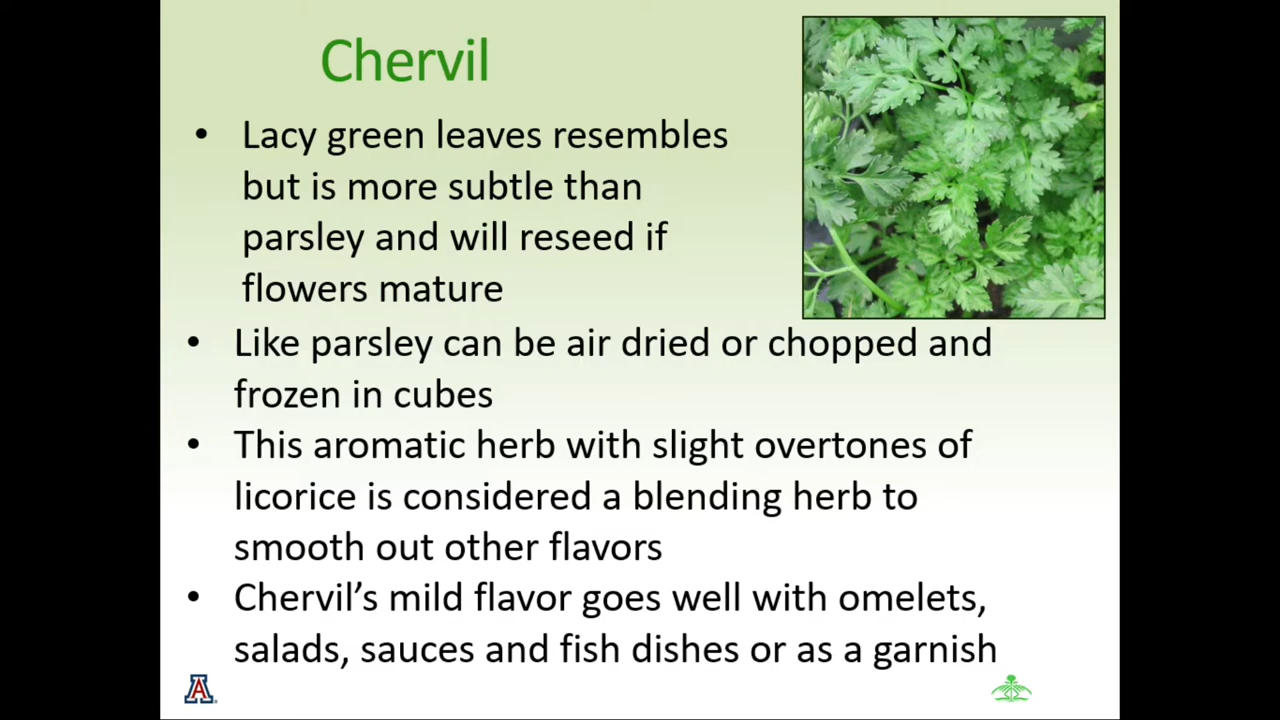 Chervil
• Lacy green leaves resembles
but is more subtle than
parsley and will reseed if
flowers mature
• Like parsley can be air dried or chopped and
frozen in cubes
• This aromatic herb with slight overtones of
licorice is considered a blending herb to
smooth out other flavors
• Chervil’s mild flavor goes well with omelets,
salads, sauces and fish dishes or as a garnish
A